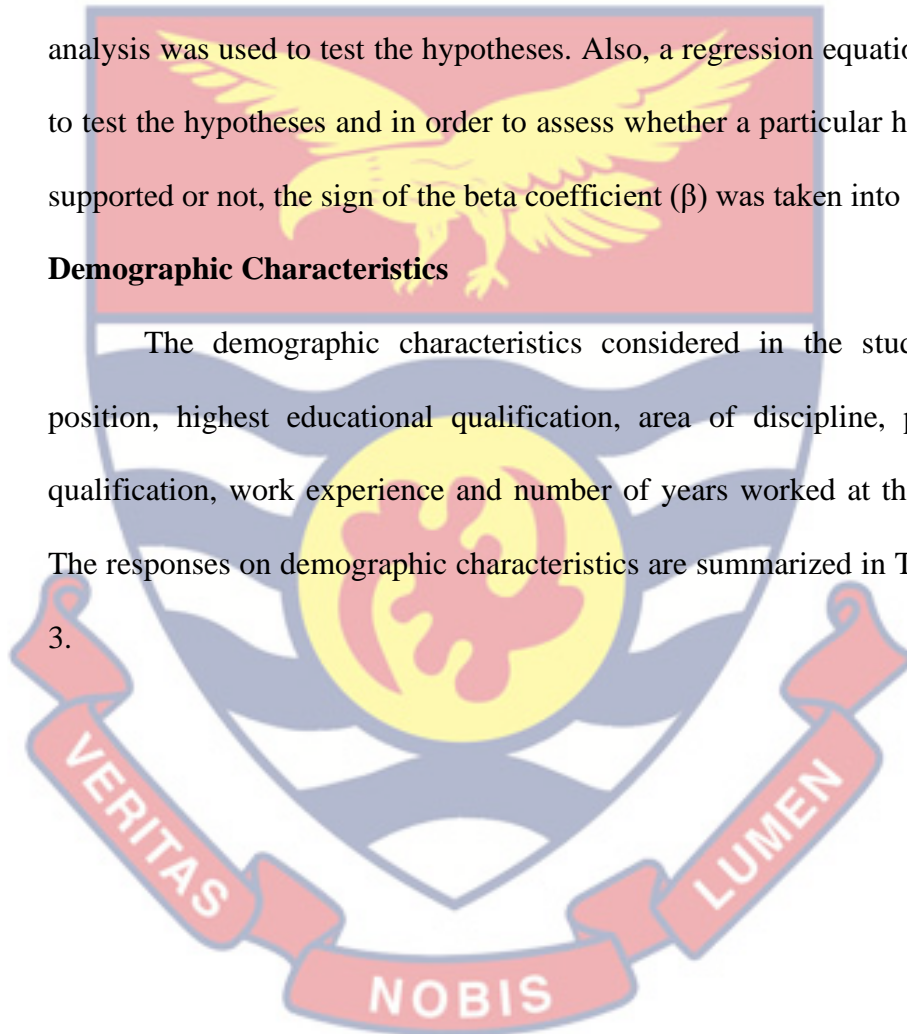 analysis was used to test the hypotheses. Also, a regression
to test the hypotheses and in order to assess whether a particular
supported or not, the sign of the beta coefficient (β) was taken into
Demographic Characteristics
The demographic characteristics considered in the
position, highest educational qualification, area of discipline,
qualification, work experience and number of years worked at
The responses on demographic characteristics are summarized in
3.
VERITAS
NOBIS
LUMEN